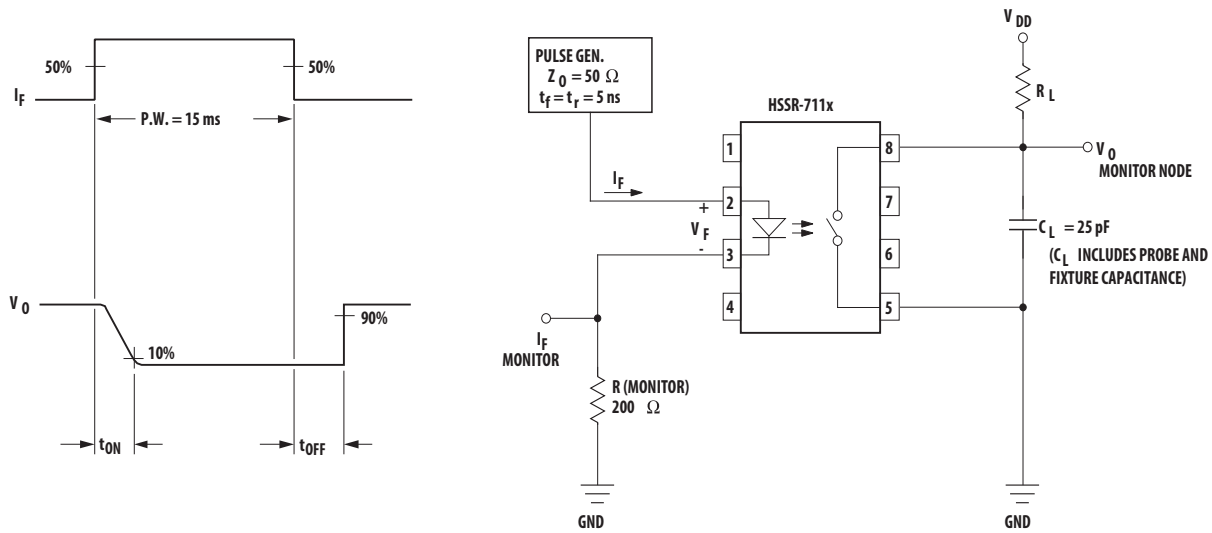 50%
50%
I_F
P.W. = 15 ms
V_O
90%
10%
t_ON
t_OFF
PULSE GEN.
Z_O = 50 Ω
t_f = t_r = 5 ns
I_F
+
V_F
-
I_F
MONITOR
R (MONITOR)
200 Ω
GND
HSSR-711x
1
2
3
4
8
7
6
5
V_DD
R_L
V_O
MONITOR NODE
C_L = 25 pF
(C_L INCLUDES PROBE AND
FIXTURE CAPACITANCE)
GND